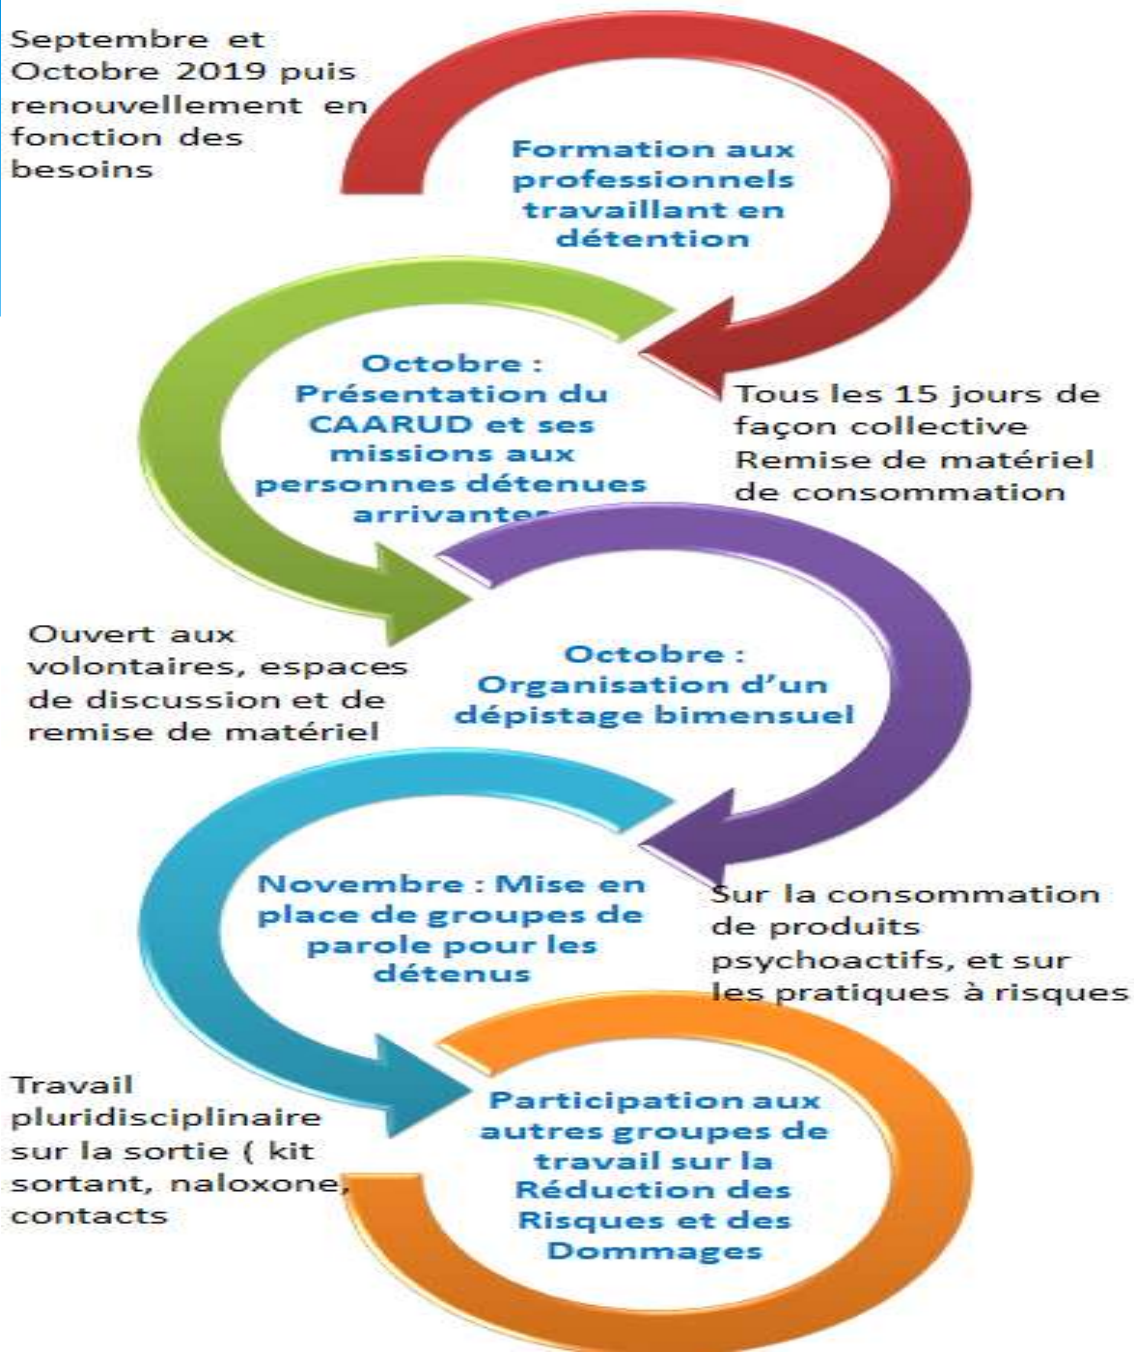 Septembre et
Octobre 2019 puis
renouvellement en
fonction des
besoins
Formation aux
professionnels
travaillant en
détention
Octobre :
Présentation du
CAARUD et ses
missions aux
personnes détenues
arrivantes
Tous les 15 jours de
façon collective
Remise de matériel
de consommation
Ouvert aux
volontaires, espaces
de discussion et de
remise de matériel
Octobre :
Organisation d’un
dépistage bimensuel
Novembre : Mise en
place de groupes de
parole pour les
détenus
Sur la consommation
de produits
psychoactifs, et sur
les pratiques à risques
Travail
pluridisciplinaire
sur la sortie ( kit
sortant, naloxone,
contacts
Participation aux
autres groupes de
travail sur la
Réduction des
Risques et des
Dommages